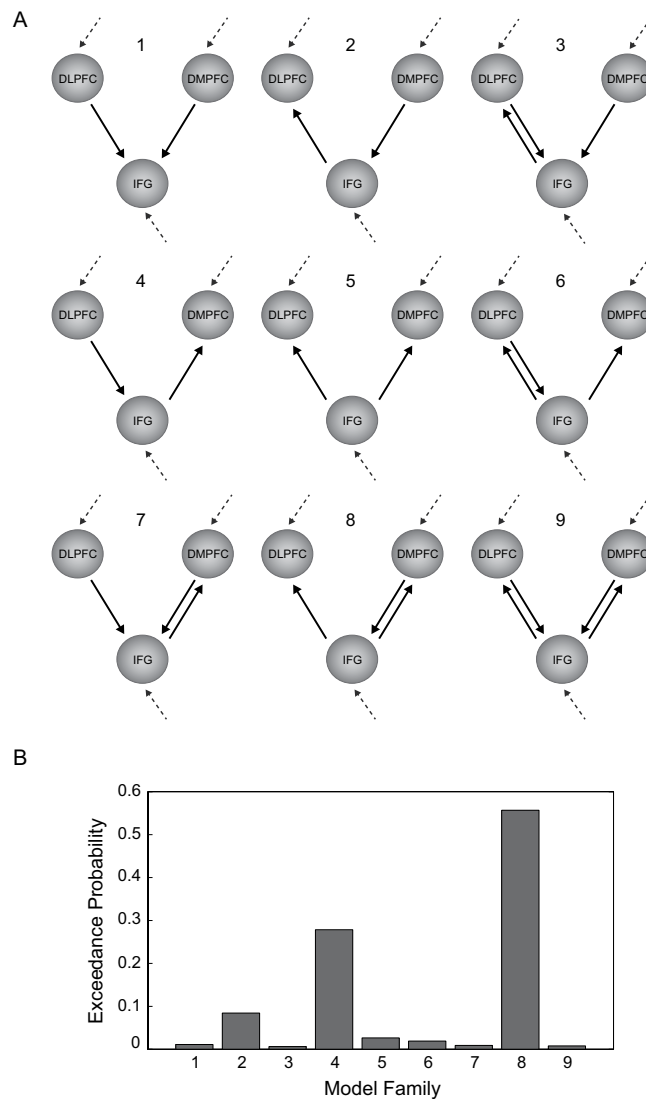 A
1 2 3
DLPFC DMPFC DLPFC DMPFC DLPFC DMPFC
IFG IFG IFG
4 5 6
DLPFC DMPFC DLPFC DMPFC DLPFC DMPFC
IFG IFG IFG
7 8 9
DLPFC DMPFC DLPFC DMPFC DLPFC DMPFC
IFG IFG IFG
B
Exceedance Probability
0.6
0.5
0.3
0.2
0.1
0
1 2 3 4 5 6 7 8 9
Model Family